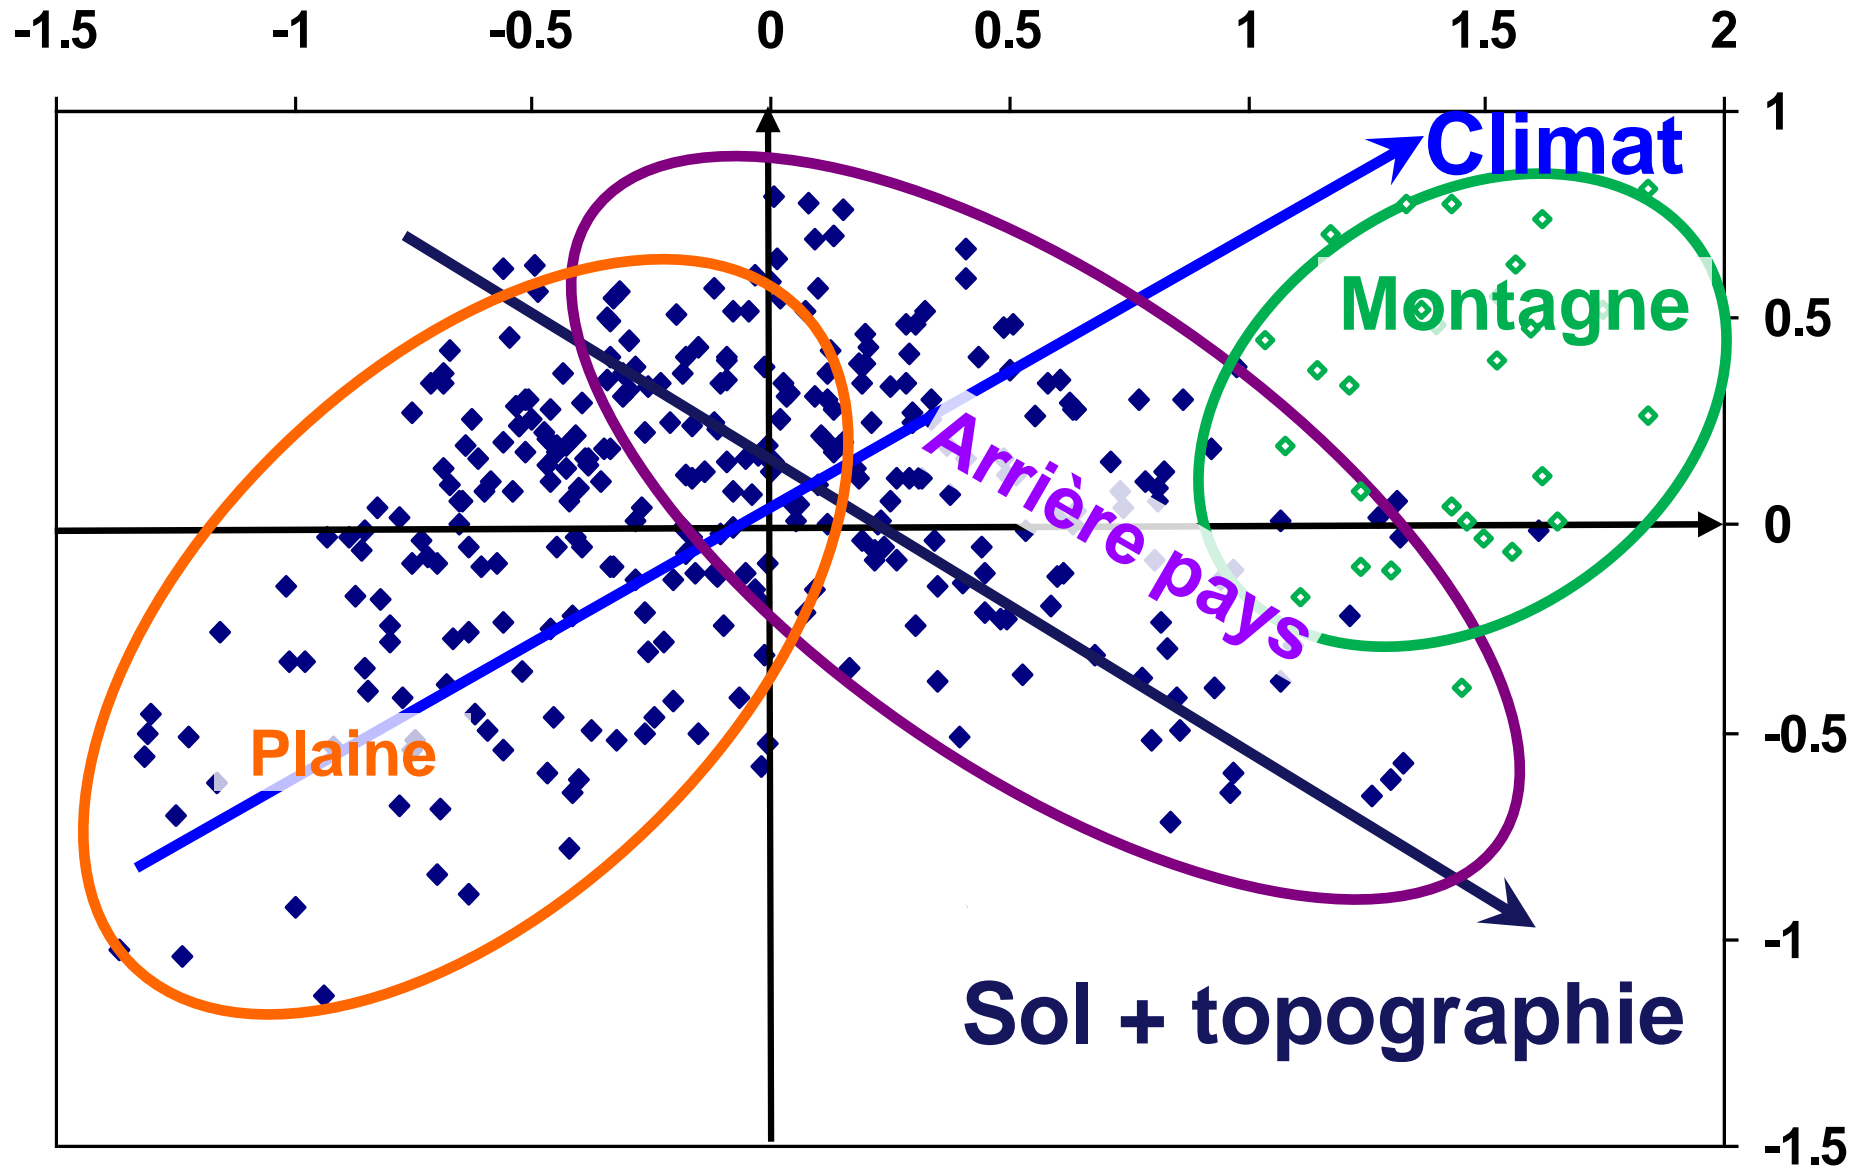 -1.5 -1 -0.5 0 0.5 1 1.5 2
1
Climat
Montagne
0.5
Arrière pays
0
Plaine
-0.5
-1
Sol + topographie
-1.5